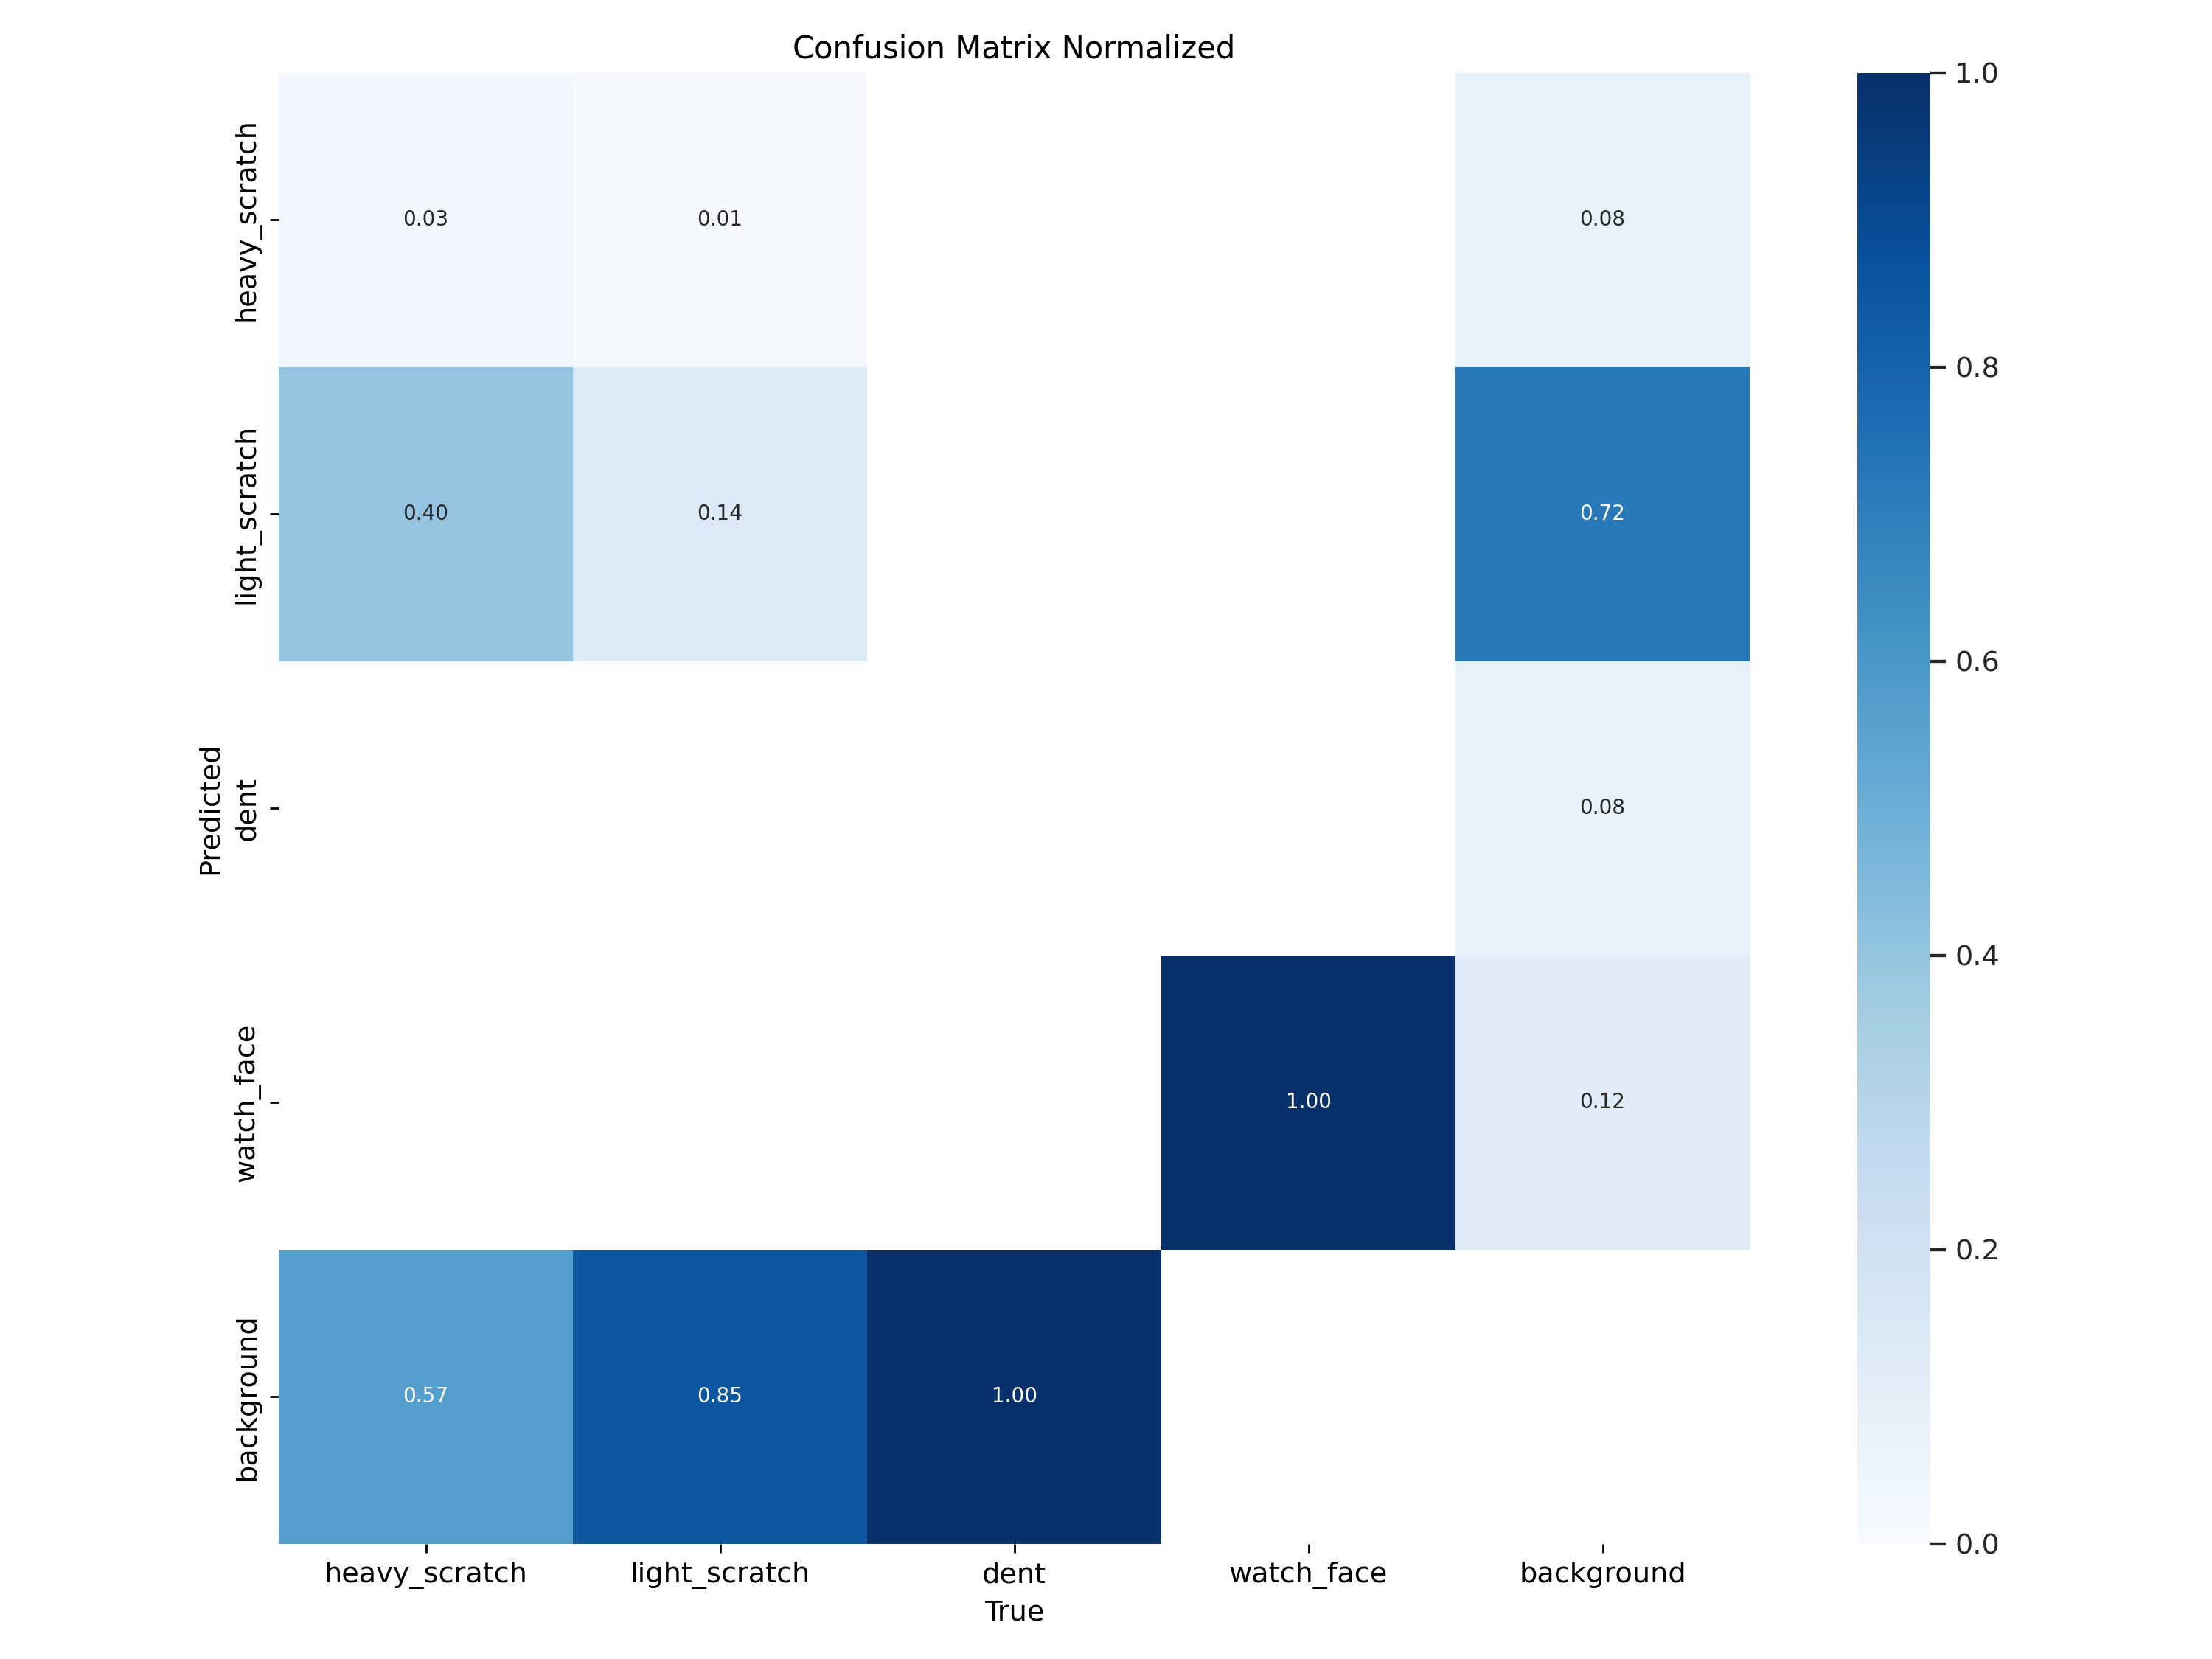 Confusion Matrix Normalized
heavy_scratch
0.03
0.01
0.08
light_scratch
0.40
0.14
0.72
Predicted
dent
0.08
watch_face
1.00
0.12
background
0.57
0.85
1.00
heavy_scratch
light_scratch
dent
watch_face
background
True
1.0
0.8
0.6
0.4
0.2
0.0